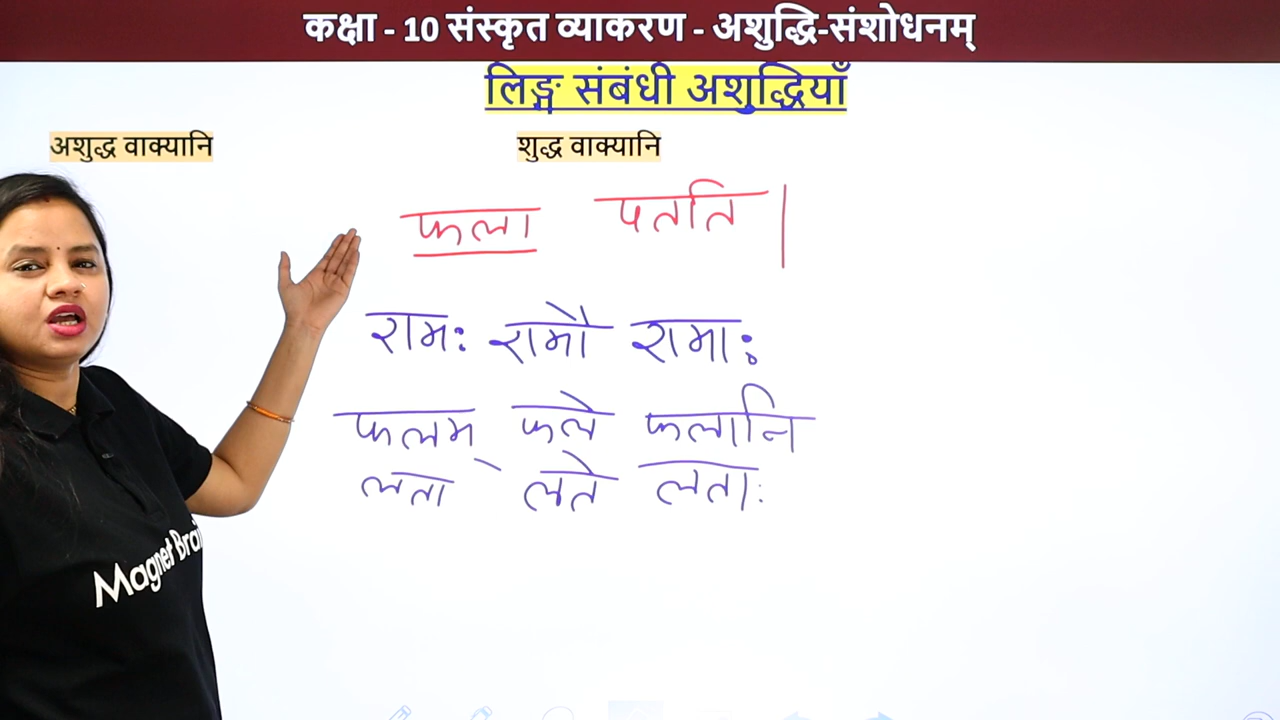 कक्षा - 10 संस्कृत व्याकरण - अशुद्धि-संशोधनम्
लिङ्ग संबंधी अशुद्धियाँ
अशुद्ध वाक्यानि शुद्ध वाक्यानि
फला पतति |
रामः रामौ रामाः
फलम् फले फलानि
लता लते लताः
Magnet Brai